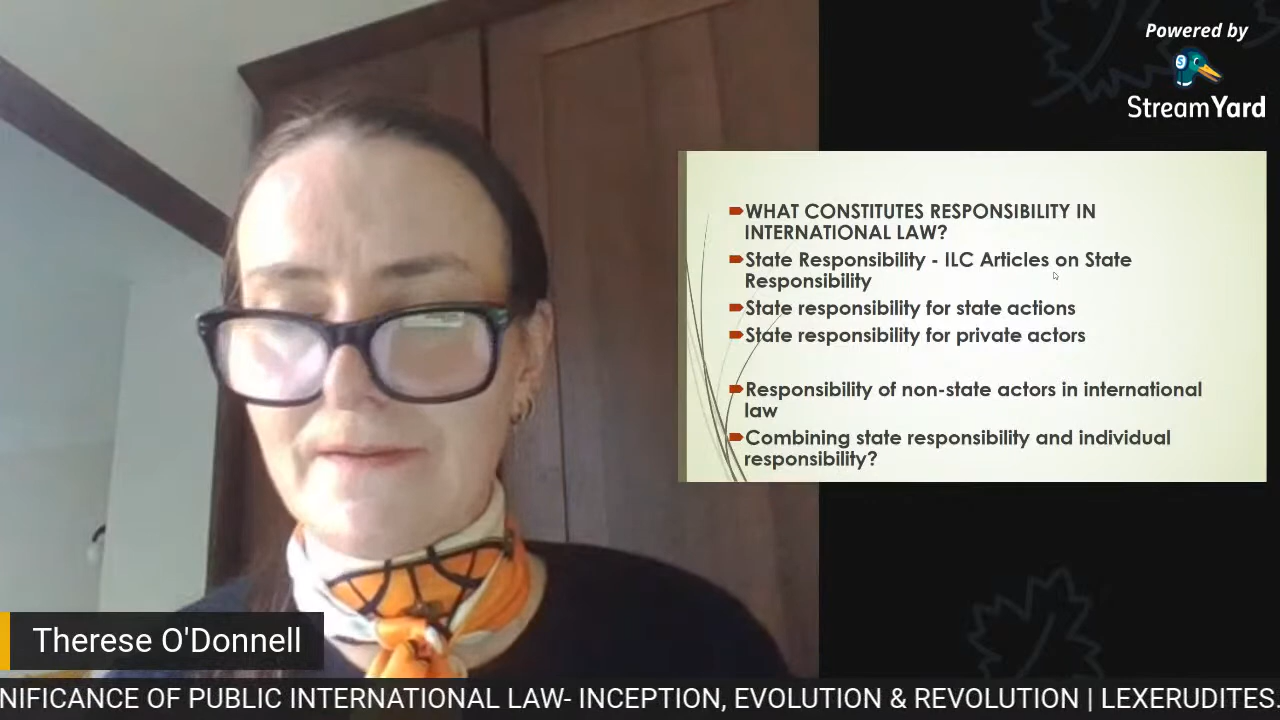 Powered by
StreamYard
WHAT CONSTITUTES RESPONSIBILITY IN
INTERNATIONAL LAW?
State Responsibility - ILC Articles on State
Responsibility
State responsibility for state actions
State responsibility for private actors
Responsibility of non-state actors in international
law
Combining state responsibility and individual
responsibility?
Therese O'Donnell
NIFICANCE OF PUBLIC INTERNATIONAL LAW- INCEPTION, EVOLUTION & REVOLUTION | LEXERUDITES.